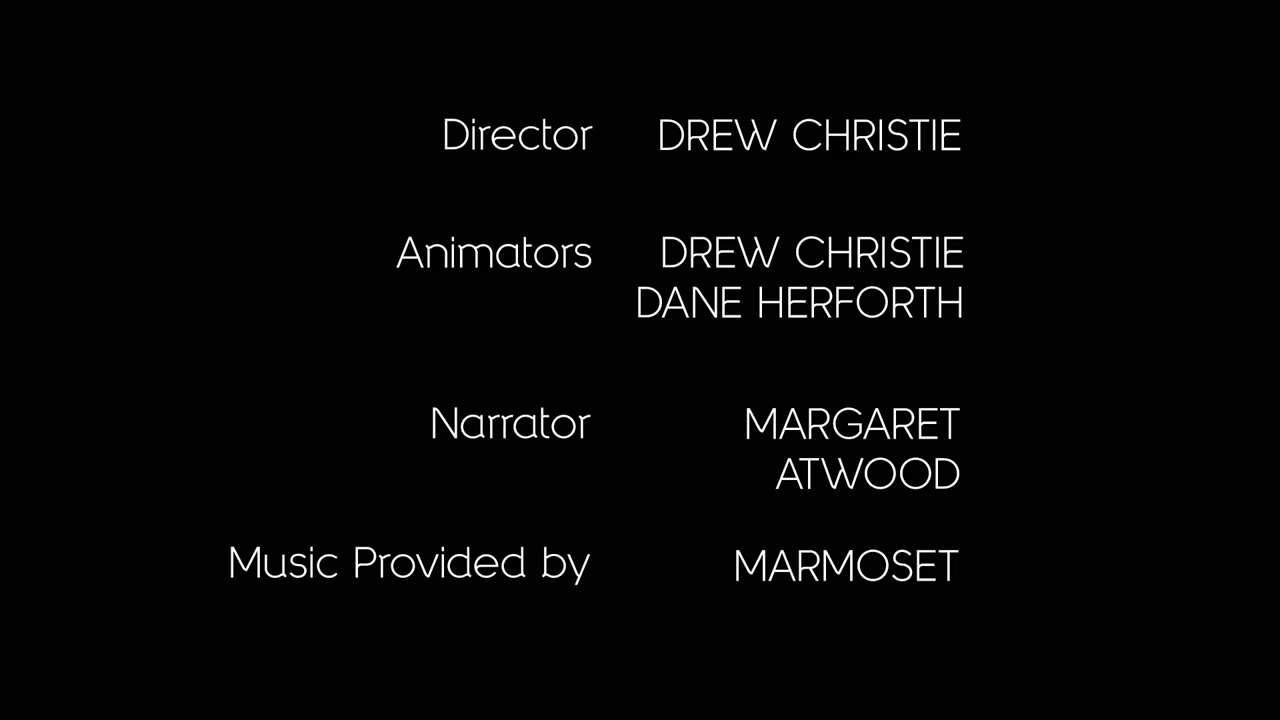 Director DREW CHRISTIE
Animators DREW CHRISTIE
DANE HERFORTH
Narrator MARGARET
ATWOOD
Music Provided by MARMOSET